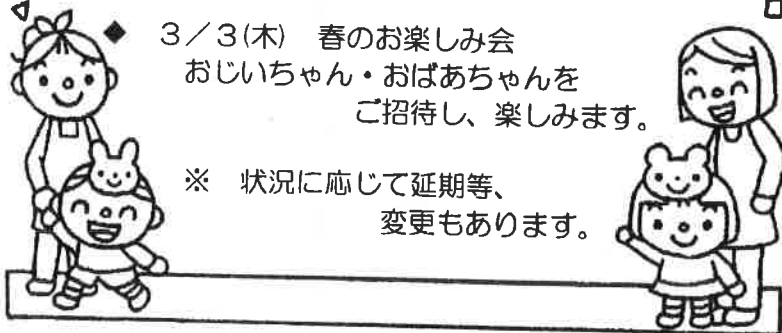 ◆ 3/3(木) 春のお楽しみ会
おじいちゃん・おばあちゃんを
ご招待し、楽しみます。
※ 状況に応じて延期等、
変更もあります。